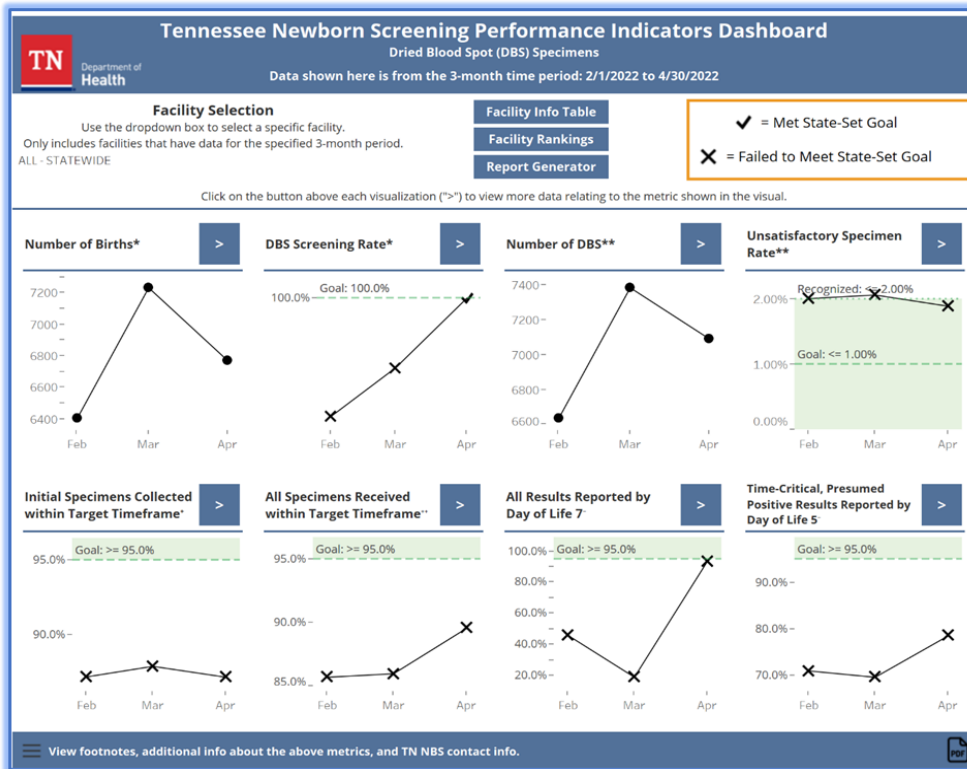 Tennessee Newborn Screening Performance Indicators Dashboard
Dried Blood Spot (DBS) Specimens
Data shown here is from the 3-month time period: 2/1/2022 to 4/30/2022
TN
Department of
Health
Facility Selection
Use the dropdown box to select a specific facility.
Only includes facilities that have data for the specified 3-month period.
ALL - STATEWIDE
Facility Info Table
Facility Rankings
Report Generator
✔ = Met State-Set Goal
✕ = Failed to Meet State-Set Goal
Click on the button above each visualization (">") to view more data relating to the metric shown in the visual.
Number of Births*
>
7200
7000
6800
6600
6400
Feb Mar Apr
DBS Screening Rate*
>
Goal: 100.0%
100.0%
Feb Mar Apr
Number of DBS**
>
7400
7200
7000
6800
6600
Feb Mar Apr
Unsatisfactory Specimen
Rate**
>
Recognized: <= 2.00%
2.00%
Goal: <= 1.00%
1.00%
0.00%
Feb Mar Apr
Initial Specimens Collected
within Target Timeframe*
>
Goal: >= 95.0%
95.0%
90.0%
Feb Mar Apr
All Specimens Received
within Target Timeframe**
>
Goal: >= 95.0%
95.0%
90.0%
85.0%
Feb Mar Apr
All Results Reported by
Day of Life 7
>
100.0%
Goal: >= 95.0%
80.0%
60.0%
40.0%
20.0%
Feb Mar Apr
Time-Critical, Presumed
Positive Results Reported by
Day of Life 5
>
Goal: >= 95.0%
90.0%
80.0%
70.0%
Feb Mar Apr
View footnotes, additional info about the above metrics, and TN NBS contact info.
PDF